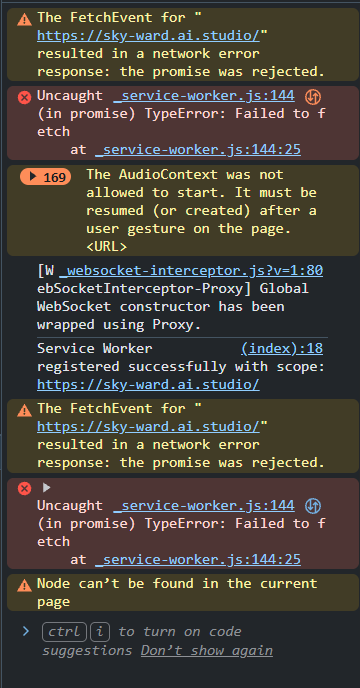 The FetchEvent for "
https://sky-ward.ai.studio/"
resulted in a network error
response: the promise was rejected.
Uncaught _service-worker.js:144
(in promise) TypeError: Failed to f
etch
at _service-worker.js:144:25
169 The AudioContext was not
allowed to start. It must be
resumed (or created) after a
user gesture on the page.
<URL>
[W _websocket-interceptor.js?v=1:80
ebSocketInterceptor-Proxy] Global
WebSocket constructor has been
wrapped using Proxy.
Service Worker (index):18
registered successfully with scope:
https://sky-ward.ai.studio/
The FetchEvent for "
https://sky-ward.ai.studio/"
resulted in a network error
response: the promise was rejected.
Uncaught _service-worker.js:144
(in promise) TypeError: Failed to f
etch
at _service-worker.js:144:25
Node can’t be found in the current
page
ctrl i to turn on code
suggestions Don’t show again